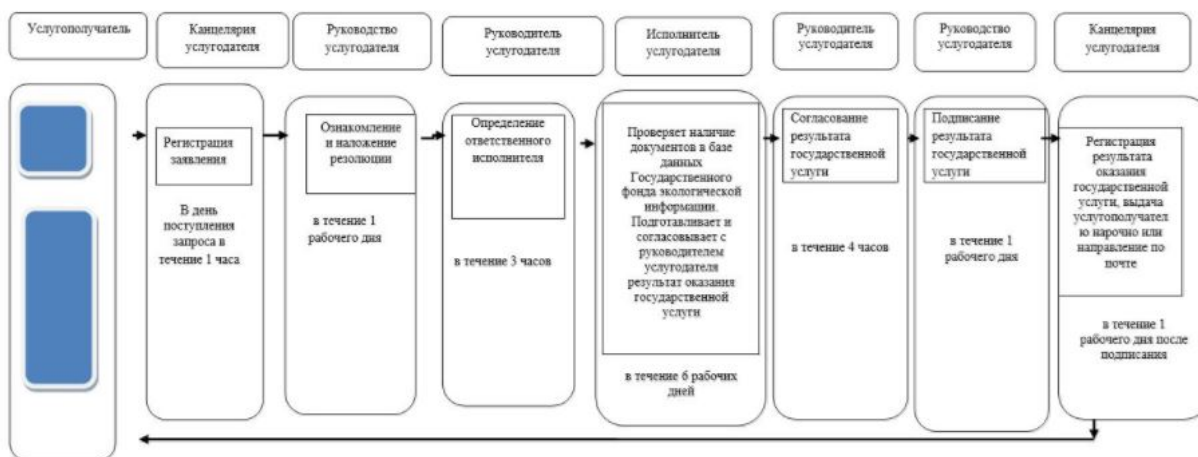 Услугополучатель
Канцелярия
услугодателя
Руководство
услугодателя
Руководитель
услугодателя
Исполнитель
услугодателя
Руководитель
услугодателя
Руководство
услугодателя
Канцелярия
услугодателя
Регистрация
заявления
В день
поступления
запроса в
течение 1 часа
Ознакомление
и наложение
резолюции
в течение 1
рабочего дня
Определение
ответственного
исполнителя
в течение 3 часов
Проверяет наличие
документов в базе
данных
Государственного
фонда экологической
информации.
Подготавливает и
согласовывает с
руководителем
услугодателя
результат оказания
государственной
услуги
в течение 6 рабочих
дней
Согласование
результата
государственной
услуги
в течение 4 часов
Подписание
результата
государственной
услуги
в течение 1
рабочего дня
Регистрация
результата
оказания
государственной
услуги, выдача
услугополучател
ю нарочно или
направление по
почте
в течение 1
рабочего дня после
подписания